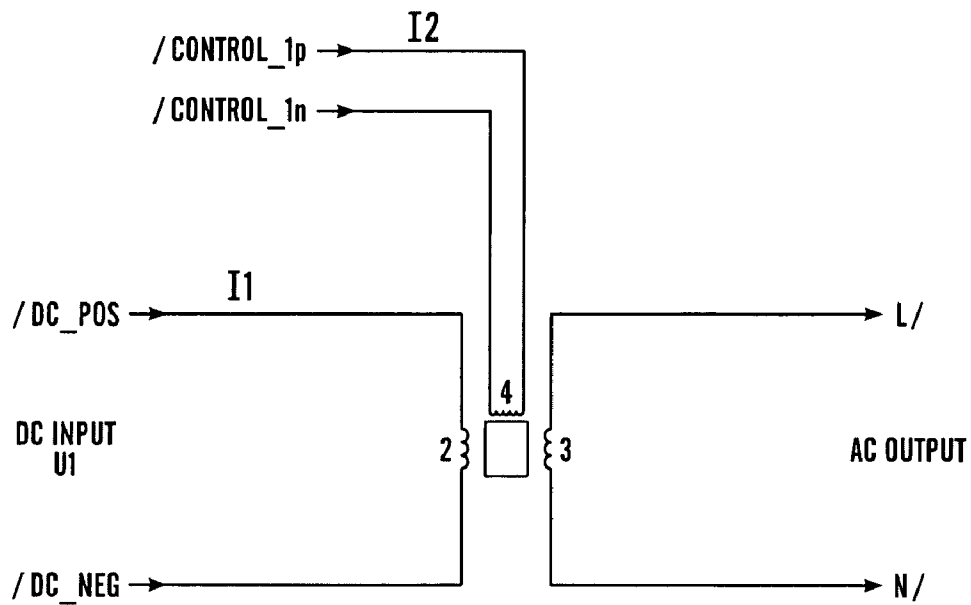 I2
/CONTROL_1p
/CONTROL_1n
I1
/DC_POS
L/
4
DC INPUT
U1
2
3
AC OUTPUT
/DC_NEG
N/